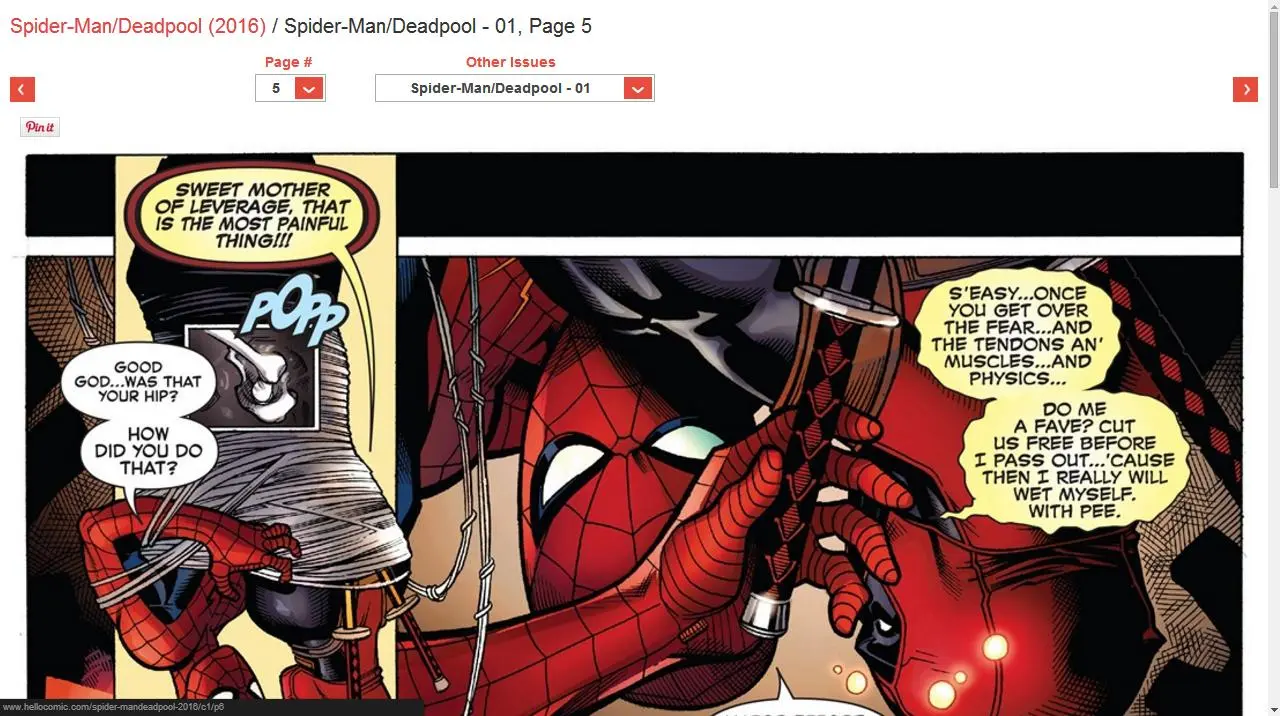 Spider-Man/Deadpool (2016) / Spider-Man/Deadpool - 01, Page 5
Page #
Other Issues
5
Spider-Man/Deadpool - 01
Pin it
SWEET MOTHER
OF LEVERAGE, THAT
IS THE MOST PAINFUL
THING!!!
POPP
GOOD
GOD...WAS THAT
YOUR HIP?
HOW
DID YOU DO
THAT?
S'EASY...ONCE
YOU GET OVER
THE FEAR...AND
THE TENDONS AN'
MUSCLES...AND
PHYSICS...
DO ME
A FAVE? CUT
US FREE BEFORE
I PASS OUT...'CAUSE
THEN I REALLY WILL
WET MYSELF.
WITH PEE.
www.hellocomic.com/spider-mandeadpool-2016/c1/p6